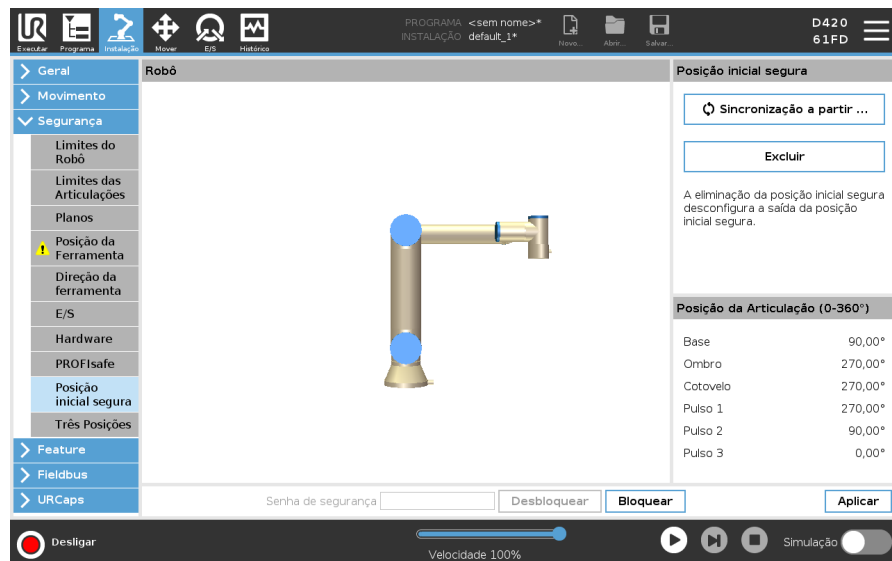 PROGRAMA <sem nome>*
INSTALAÇÃO default_1*
Executar
Programa
Instalação
Mover
E/S
Histórico
Novo...
Abrir...
Salvar...
D420
61FD
Geral
Movimento
Segurança
Limites do
Robô
Limites das
Articulações
Planos
Posição da
Ferramenta
Direção da
ferramenta
E/S
Hardware
PROFIsafe
Posição
inicial segura
Três Posições
Feature
Fieldbus
URCaps
Robô
Posição inicial segura
Sincronização a partir ...
Excluir
A eliminação da posição inicial segura
desconfigura a saída da posição
inicial segura.
Posição da Articulação (0-360°)
Base 90,00°
Ombro 270,00°
Cotovelo 270,00°
Pulso 1 270,00°
Pulso 2 90,00°
Pulso 3 0,00°
Senha de segurança
Desbloquear
Bloquear
Aplicar
Desligar
Velocidade 100%
Simulação